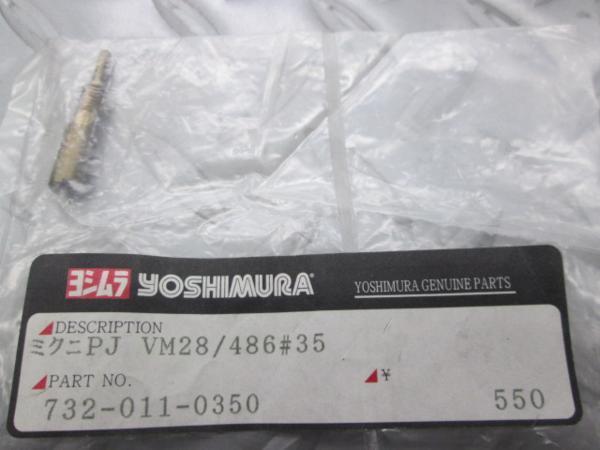 ヨシムラ YOSHIMURA® YOSHIMURA GENUINE PARTS
DESCRIPTION
ミクニPJ VM28/486#35
PART NO. ¥
732-011-0350 550